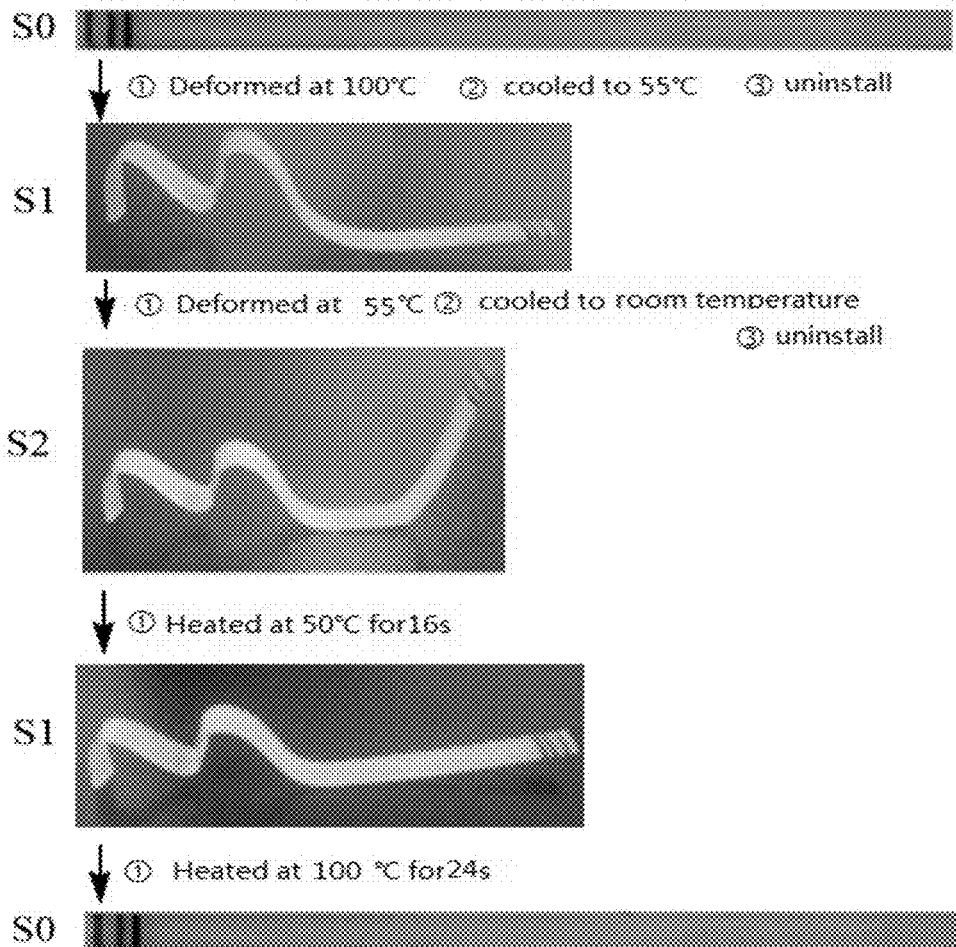 S0
① Deformed at 100℃ ② cooled to 55℃ ③ uninstall
S1
① Deformed at 55℃ ② cooled to room temperature
③ uninstall
S2
① Heated at 50℃ for16s
S1
① Heated at 100 ℃ for24s
S0